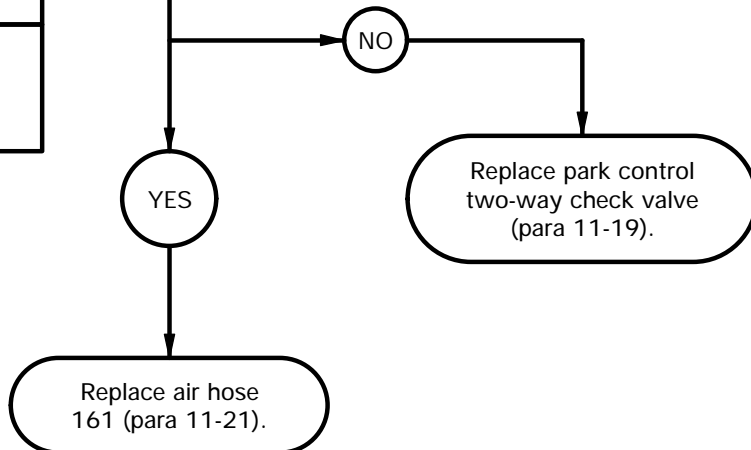 NO
YES
Replace park control
two-way check valve
(para 11-19).
Replace air hose
161 (para 11-21).